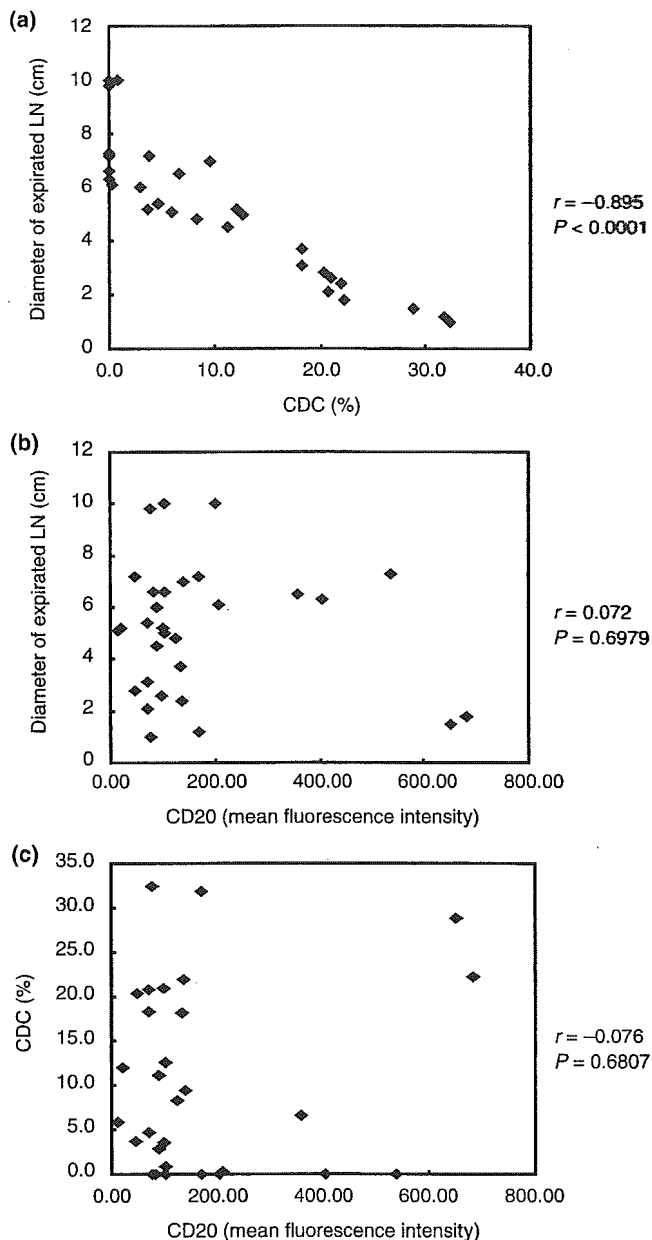 (a)
12
10
8
6
4
2
0
Diameter of expirated LN (cm)
0.0 10.0 20.0 30.0 40.0
CDC (%)
r = −0.895
P < 0.0001
(b)
12
10
8
6
4
2
0
Diameter of expirated LN (cm)
0.00 200.00 400.00 600.00 800.00
CD20 (mean fluorescence intensity)
r = 0.072
P = 0.6979
(c)
35.0
30.0
25.0
20.0
15.0
10.0
5.0
0.0
CDC (%)
0.00 200.00 400.00 600.00 800.00
CD20 (mean fluorescence intensity)
r = −0.076
P = 0.6807